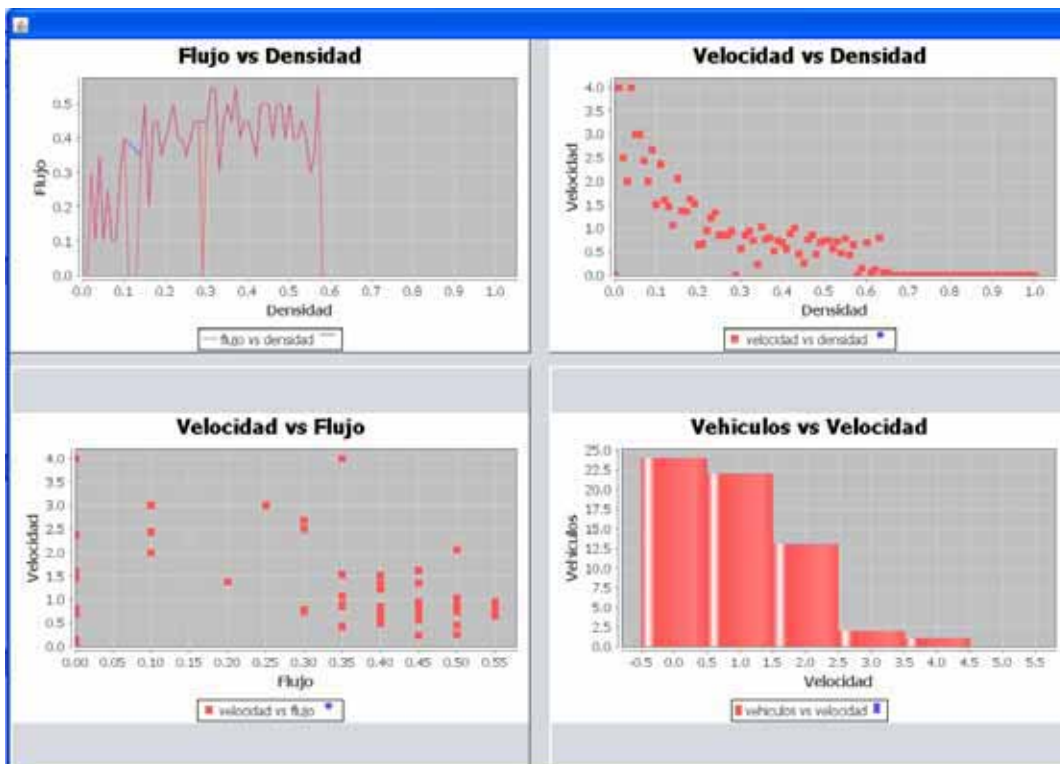 Flujo vs Densidad
Flujo
0.5
0.4
0.3
0.2
0.1
0.0
0.0 0.1 0.2 0.3 0.4 0.5 0.6 0.7 0.8 0.9 1.0
Densidad
flujo vs densidad
Velocidad vs Densidad
Velocidad
4.0
3.5
3.0
2.5
2.0
1.5
1.0
0.5
0.0
0.0 0.1 0.2 0.3 0.4 0.5 0.6 0.7 0.8 0.9 1.0
Densidad
velocidad vs densidad
Velocidad vs Flujo
Velocidad
4.0
3.5
3.0
2.5
2.0
1.5
1.0
0.5
0.0
0.00 0.05 0.10 0.15 0.20 0.25 0.30 0.35 0.40 0.45 0.50 0.55
Flujo
velocidad vs flujo
Vehiculos vs Velocidad
Vehiculos
25.0
22.5
20.0
17.5
15.0
12.5
10.0
7.5
5.0
2.5
0.0
-0.5 0.0 0.5 1.0 1.5 2.0 2.5 3.0 3.5 4.0 4.5 5.0 5.5
Velocidad
vehiculos vs velocidad